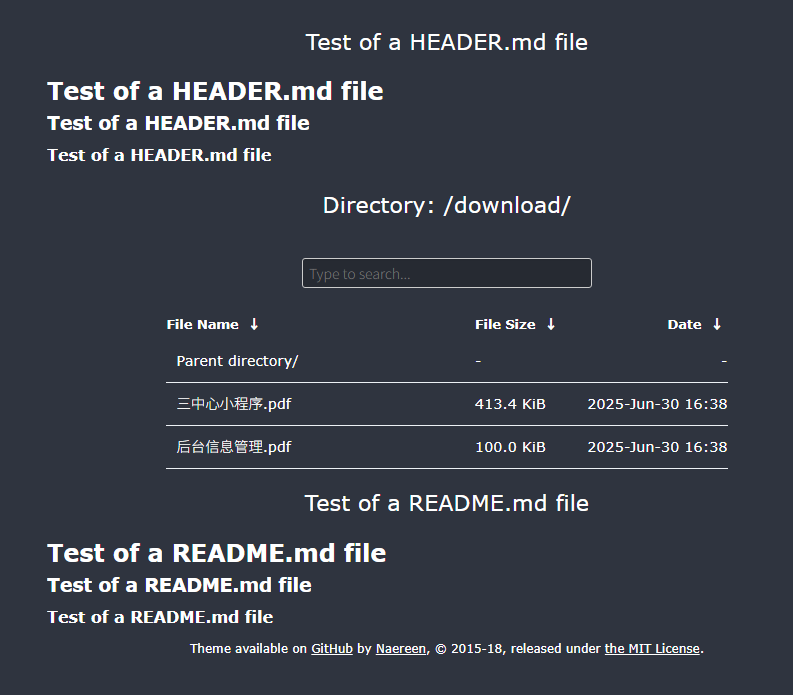 Test of a HEADER.md file
Test of a HEADER.md file
Test of a HEADER.md file
Test of a HEADER.md file
Directory: /download/
Type to search...
File Name ↓ File Size ↓ Date ↓
Parent directory/ - -
三中心小程序.pdf 413.4 KiB 2025-Jun-30 16:38
后台信息管理.pdf 100.0 KiB 2025-Jun-30 16:38
Test of a README.md file
Test of a README.md file
Test of a README.md file
Test of a README.md file
Theme available on GitHub by Naereen, © 2015-18, released under the MIT License.